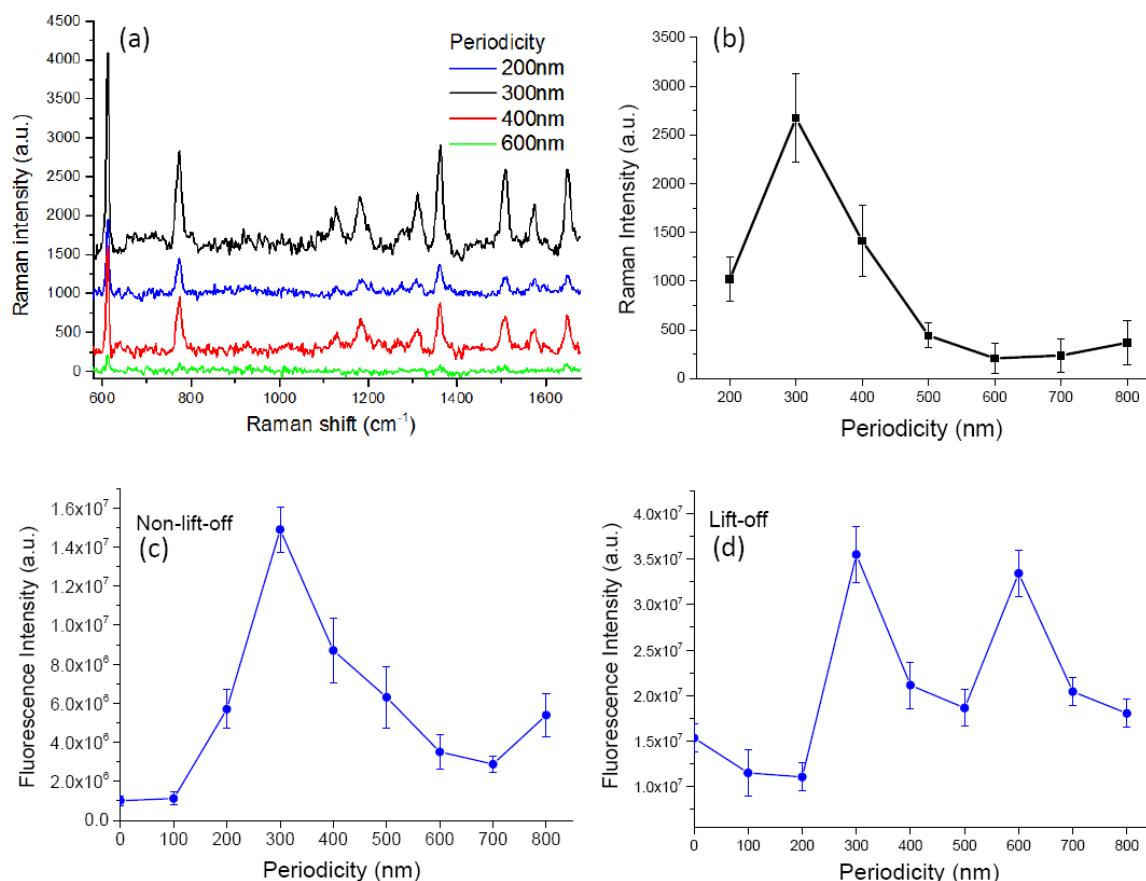 (a)
Periodicity
200nm
300nm
400nm
600nm
4500
4000
3500
3000
2500
2000
1500
1000
500
0
Raman intensity (a.u.)
600 800 1000 1200 1400 1600
Raman shift (cm⁻¹)
(b)
3500
3000
2500
2000
1500
1000
500
0
Raman Intensity (a.u.)
200 300 400 500 600 700 800
Periodicity (nm)
Non-lift-off
(c)
1.6x10⁷
1.4x10⁷
1.2x10⁷
1.0x10⁷
8.0x10⁶
6.0x10⁶
4.0x10⁶
2.0x10⁶
0.0
Fluorescence Intensity (a.u.)
0 100 200 300 400 500 600 700 800
Periodicity (nm)
Lift-off
(d)
4.0x10⁷
3.5x10⁷
3.0x10⁷
2.5x10⁷
2.0x10⁷
1.5x10⁷
1.0x10⁷
Fluorescence Intensity (a.u.)
0 100 200 300 400 500 600 700 800
Periodicity (nm)